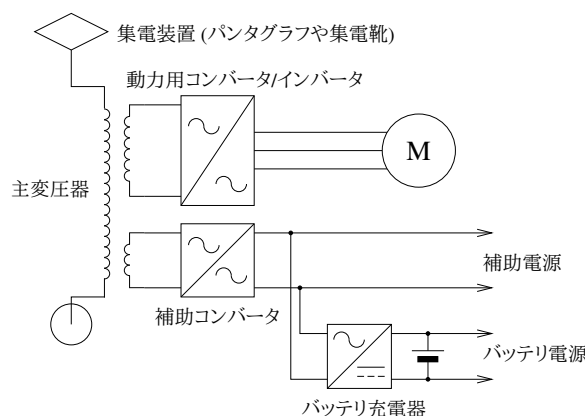 集電装置 (パンタグラフや集電靴)
動力用コンバータ/インバータ
M
主変圧器
補助電源
補助コンバータ
バッテリ電源
バッテリ充電器